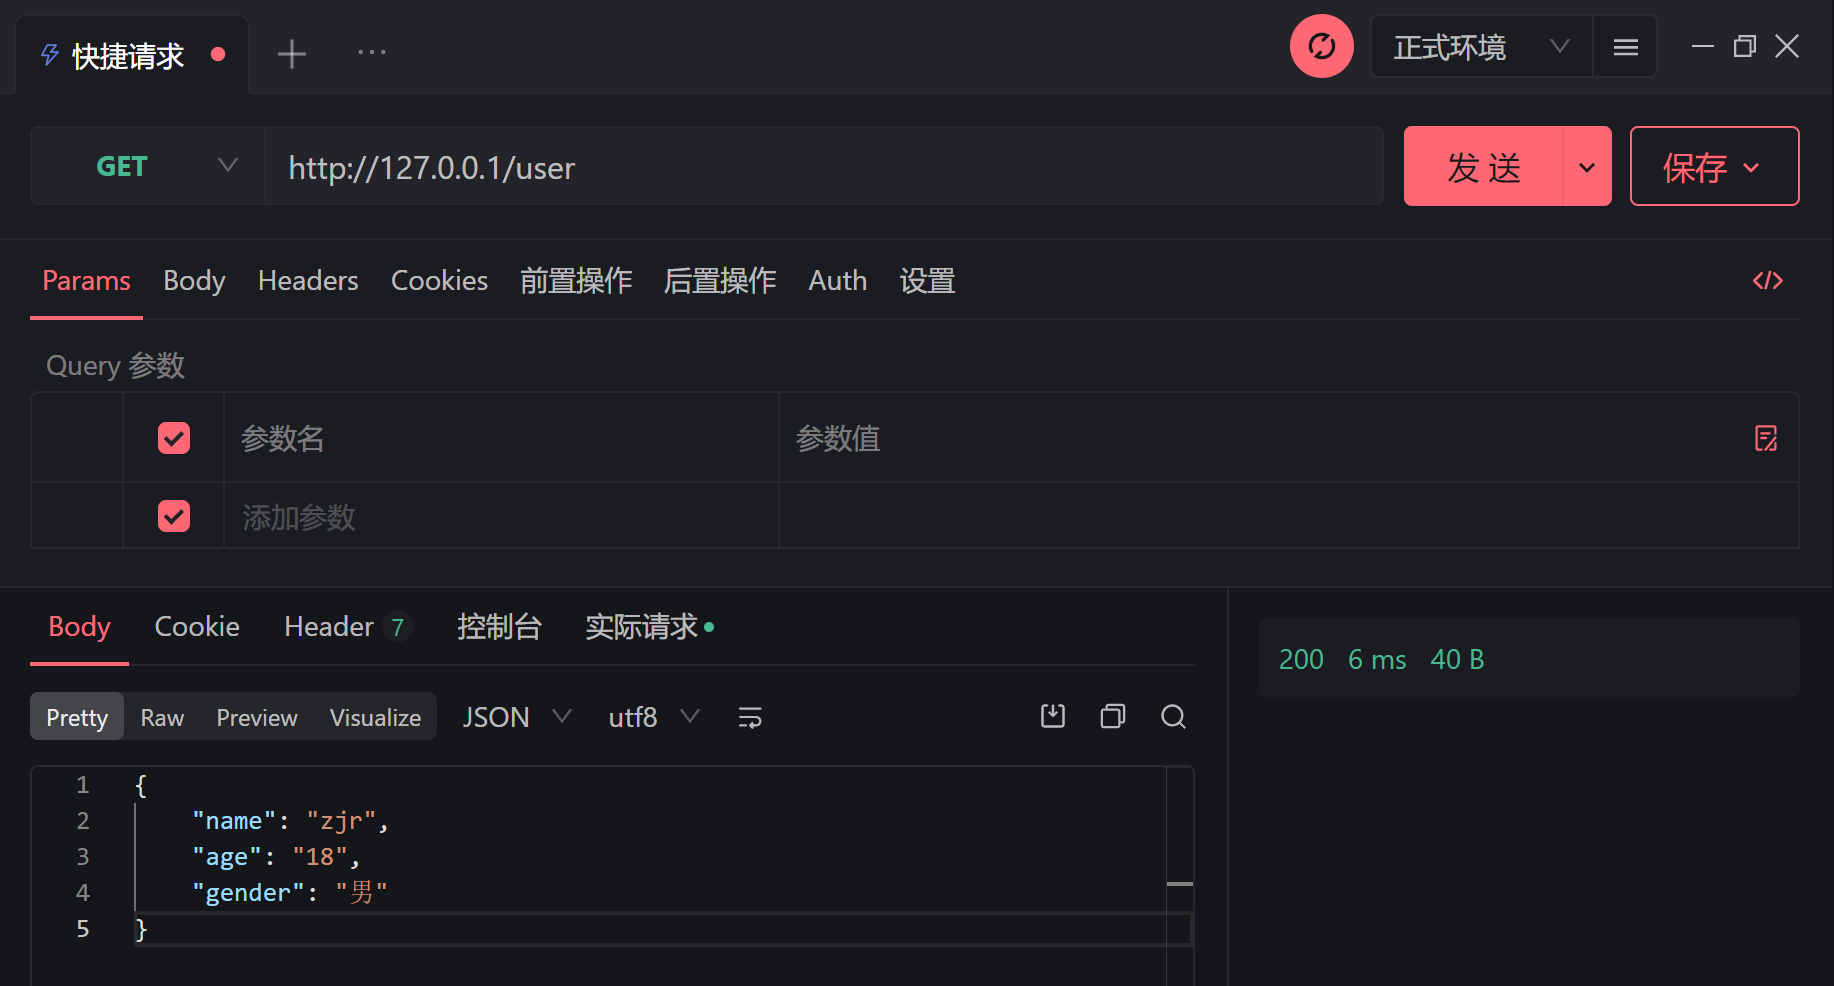 快捷请求
正式环境
GET http://127.0.0.1/user 发 送 保存
Params Body Headers Cookies 前置操作 后置操作 Auth 设置
Query 参数
参数名 参数值
添加参数
Body Cookie Header 7 控制台 实际请求
200 6 ms 40 B
Pretty Raw Preview Visualize JSON utf8
1 {
2 "name": "zjr",
3 "age": "18",
4 "gender": "男"
5 }